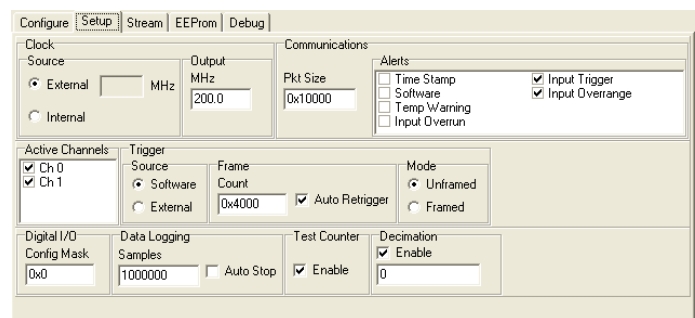 Configure Setup Stream EEProm Debug
Clock
Source
External MHz
Internal
Output
MHz
200.0
Communications
Pkt Size
0x10000
Alerts
Time Stamp
Software
Temp Warning
Input Overrun
Input Trigger
Input Overrange
Active Channels
Ch 0
Ch 1
Trigger
Source
Software
External
Frame
Count
0x4000 Auto Retrigger
Mode
Unframed
Framed
Digital I/O
Config Mask
0x0
Data Logging
Samples
1000000 Auto Stop
Test Counter
Enable
Decimation
Enable
0